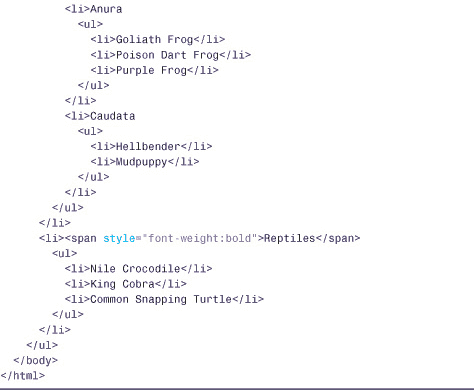 <li>Anura
<ul>
<li>Goliath Frog</li>
<li>Poison Dart Frog</li>
<li>Purple Frog</li>
</ul>
</li>
<li>Caudata
<ul>
<li>Hellbender</li>
<li>Mudpuppy</li>
</ul>
</li>
</ul>
</li>
<li><span style="font-weight:bold">Reptiles</span>
<ul>
<li>Nile Crocodile</li>
<li>King Cobra</li>
<li>Common Snapping Turtle</li>
</ul>
</li>
</ul>
</body>
</html>